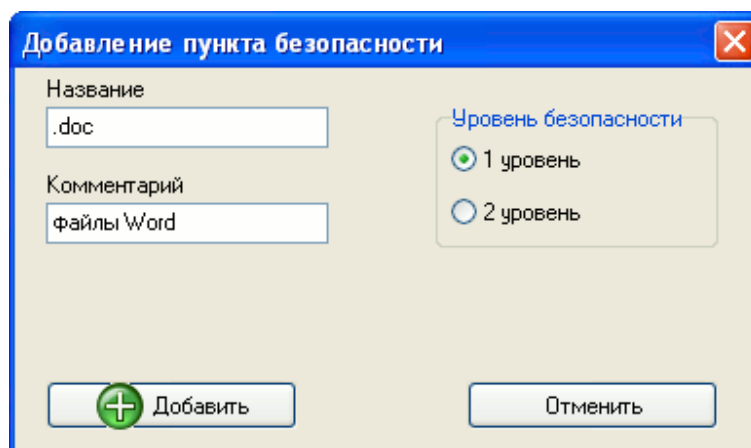 Добавление пункта безопасности
Название
.doc
Комментарий
файлы Word
Уровень безопасности
1 уровень
2 уровень
Добавить
Отменить